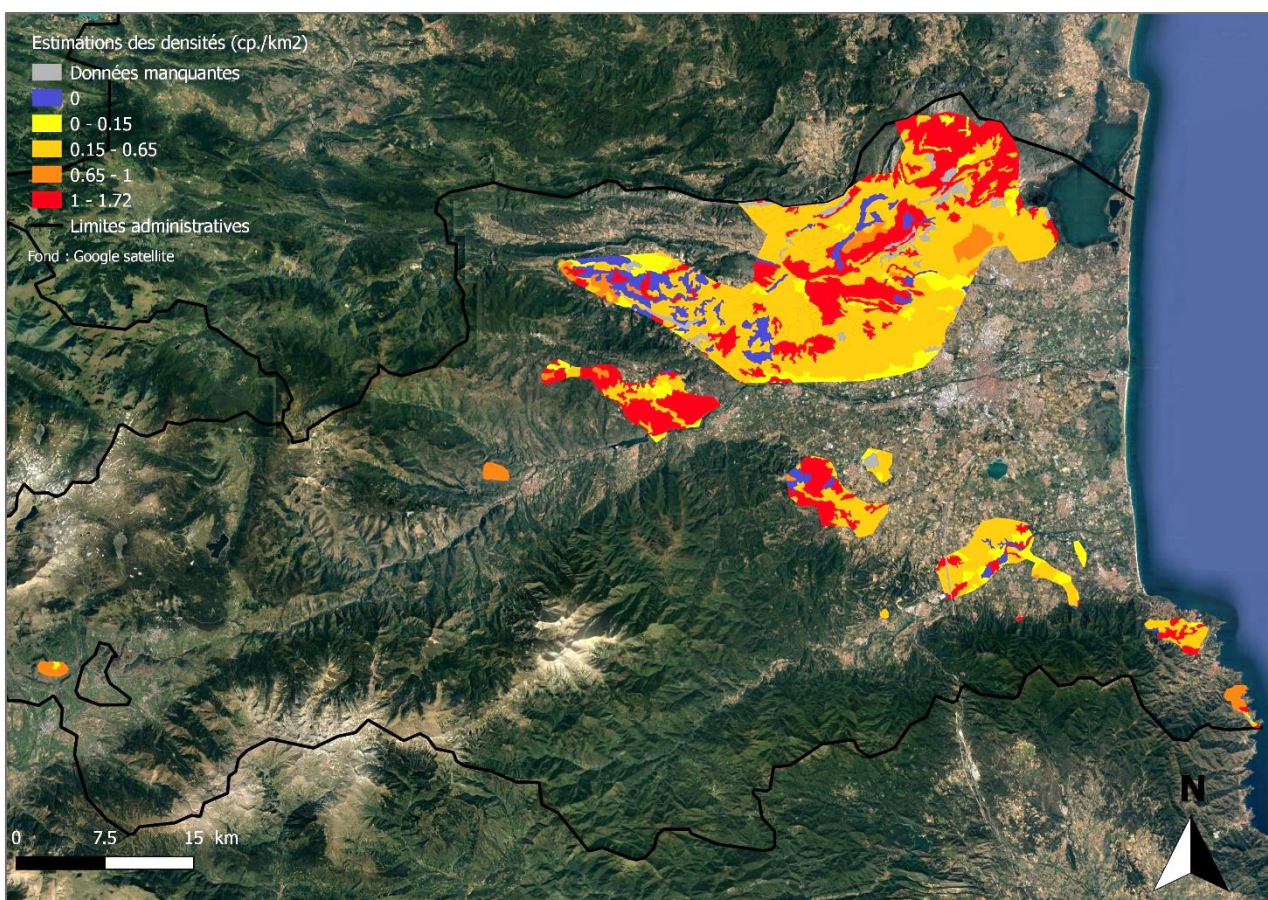 Estimations des densités (cp./km2)
Données manquantes
0
0 - 0.15
0.15 - 0.65
0.65 - 1
1 - 1.72
Limites administratives
Fond : Google satellite
N
0 7.5 15 km